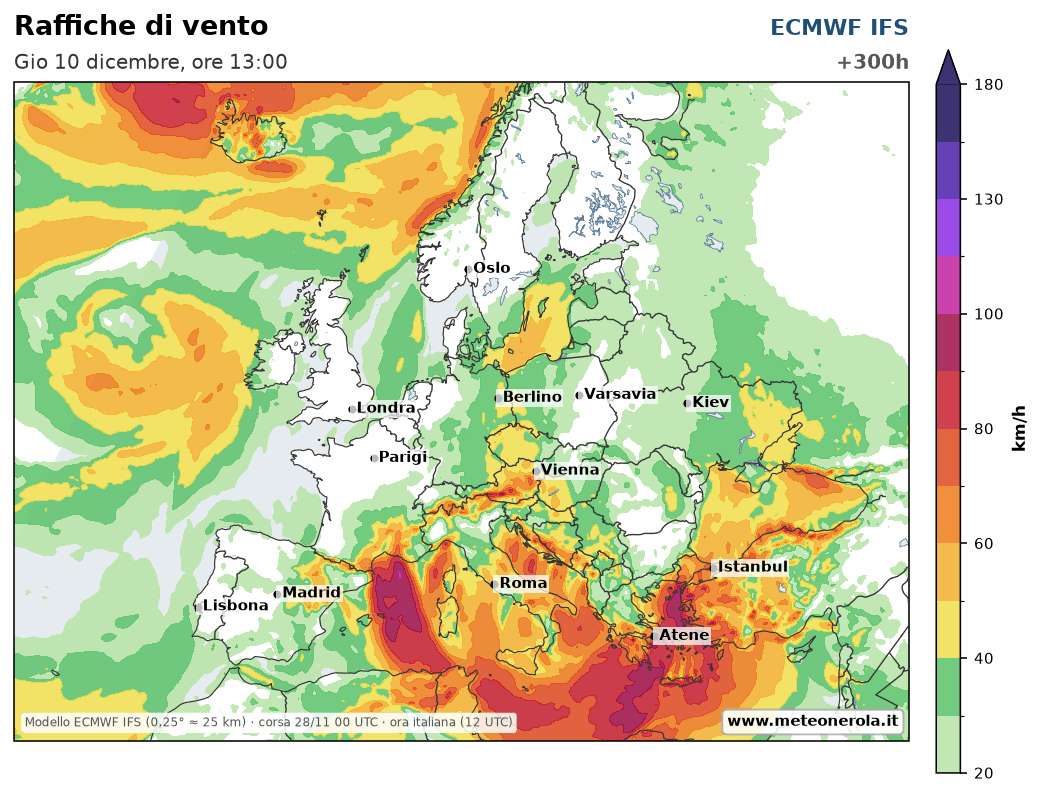 Raffiche di vento
ECMWF IFS
Gio 10 dicembre, ore 13:00
+300h
180
130
100
80
60
40
20
km/h
Oslo
Berlino
Varsavia
Kiev
Londra
Parigi
Vienna
Istanbul
Roma
Madrid
Lisbona
Atene
Modello ECMWF IFS (0,25° ≈ 25 km) · corsa 28/11 00 UTC · ora italiana (12 UTC)
www.meteonerola.it